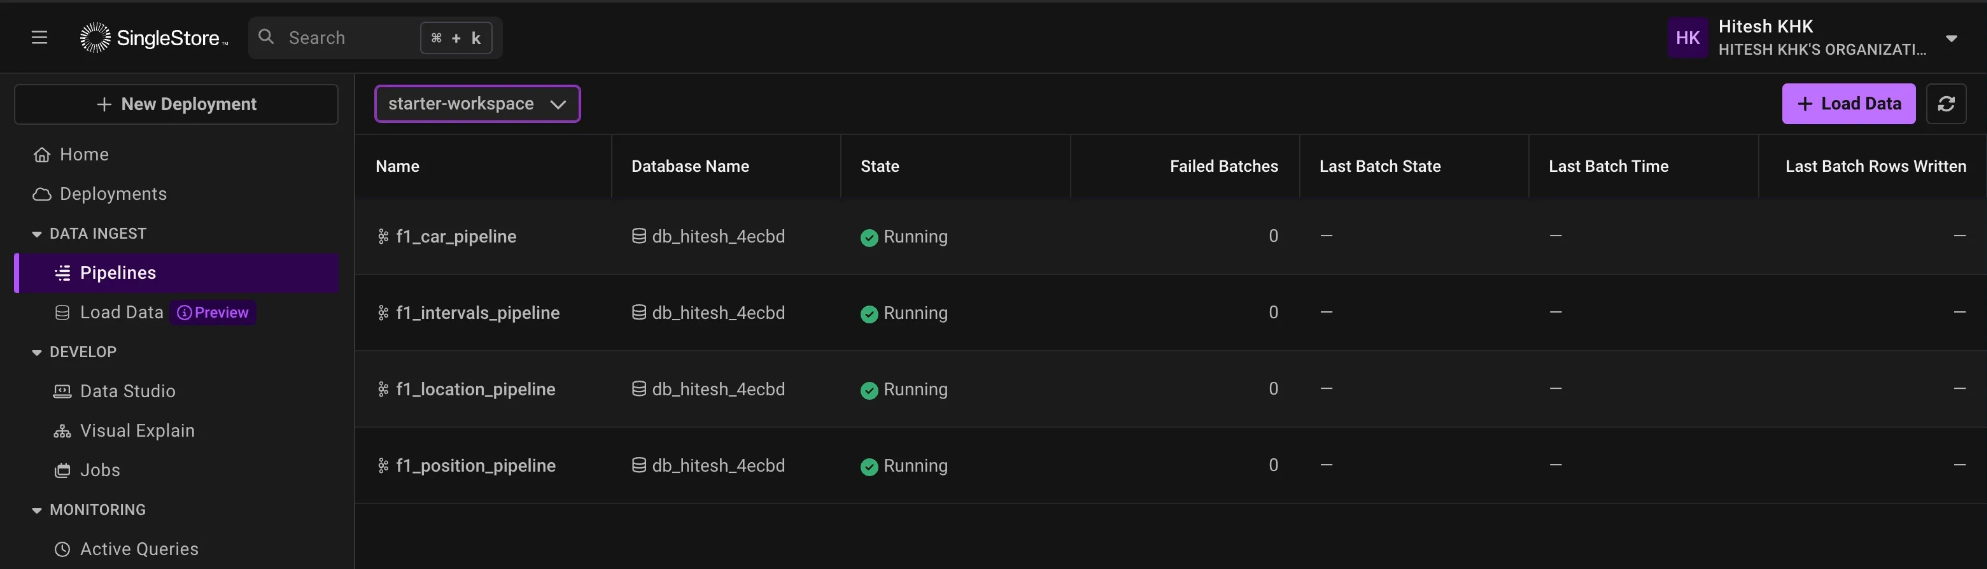 SingleStore™
Search
⌘ + k
HK
Hitesh KHK
HITESH KHK'S ORGANIZATI...
+ New Deployment
Home
Deployments
DATA INGEST
Pipelines
Load Data Preview
DEVELOP
Data Studio
Visual Explain
Jobs
MONITORING
Active Queries
starter-workspace
+ Load Data
Name Database Name State Failed Batches Last Batch State Last Batch Time Last Batch Rows Written
f1_car_pipeline db_hitesh_4ecbd Running 0 — — —
f1_intervals_pipeline db_hitesh_4ecbd Running 0 — — —
f1_location_pipeline db_hitesh_4ecbd Running 0 — — —
f1_position_pipeline db_hitesh_4ecbd Running 0 — — —